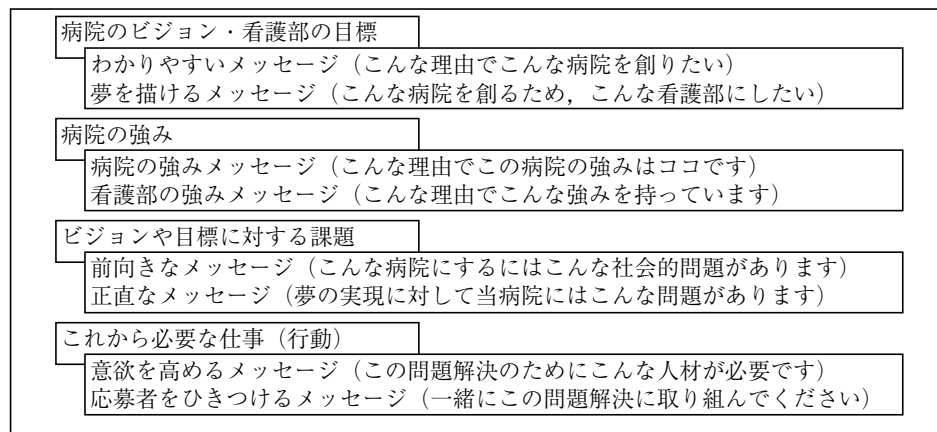 病院のビジョン・看護部の目標
わかりやすいメッセージ（こんな理由でこんな病院を創りたい）
夢を描けるメッセージ（こんな病院を創るため，こんな看護部にしたい）
病院の強み
病院の強みメッセージ（こんな理由でこの病院の強みはココです）
看護部の強みメッセージ（こんな理由でこんな強みを持っています）
ビジョンや目標に対する課題
前向きなメッセージ（こんな病院にするにはこんな社会的問題があります）
正直なメッセージ（夢の実現に対して当病院にはこんな問題があります）
これから必要な仕事（行動）
意欲を高めるメッセージ（この問題解決のためにこんな人材が必要です）
応募者をひきつけるメッセージ（一緒にこの問題解決に取り組んでください）